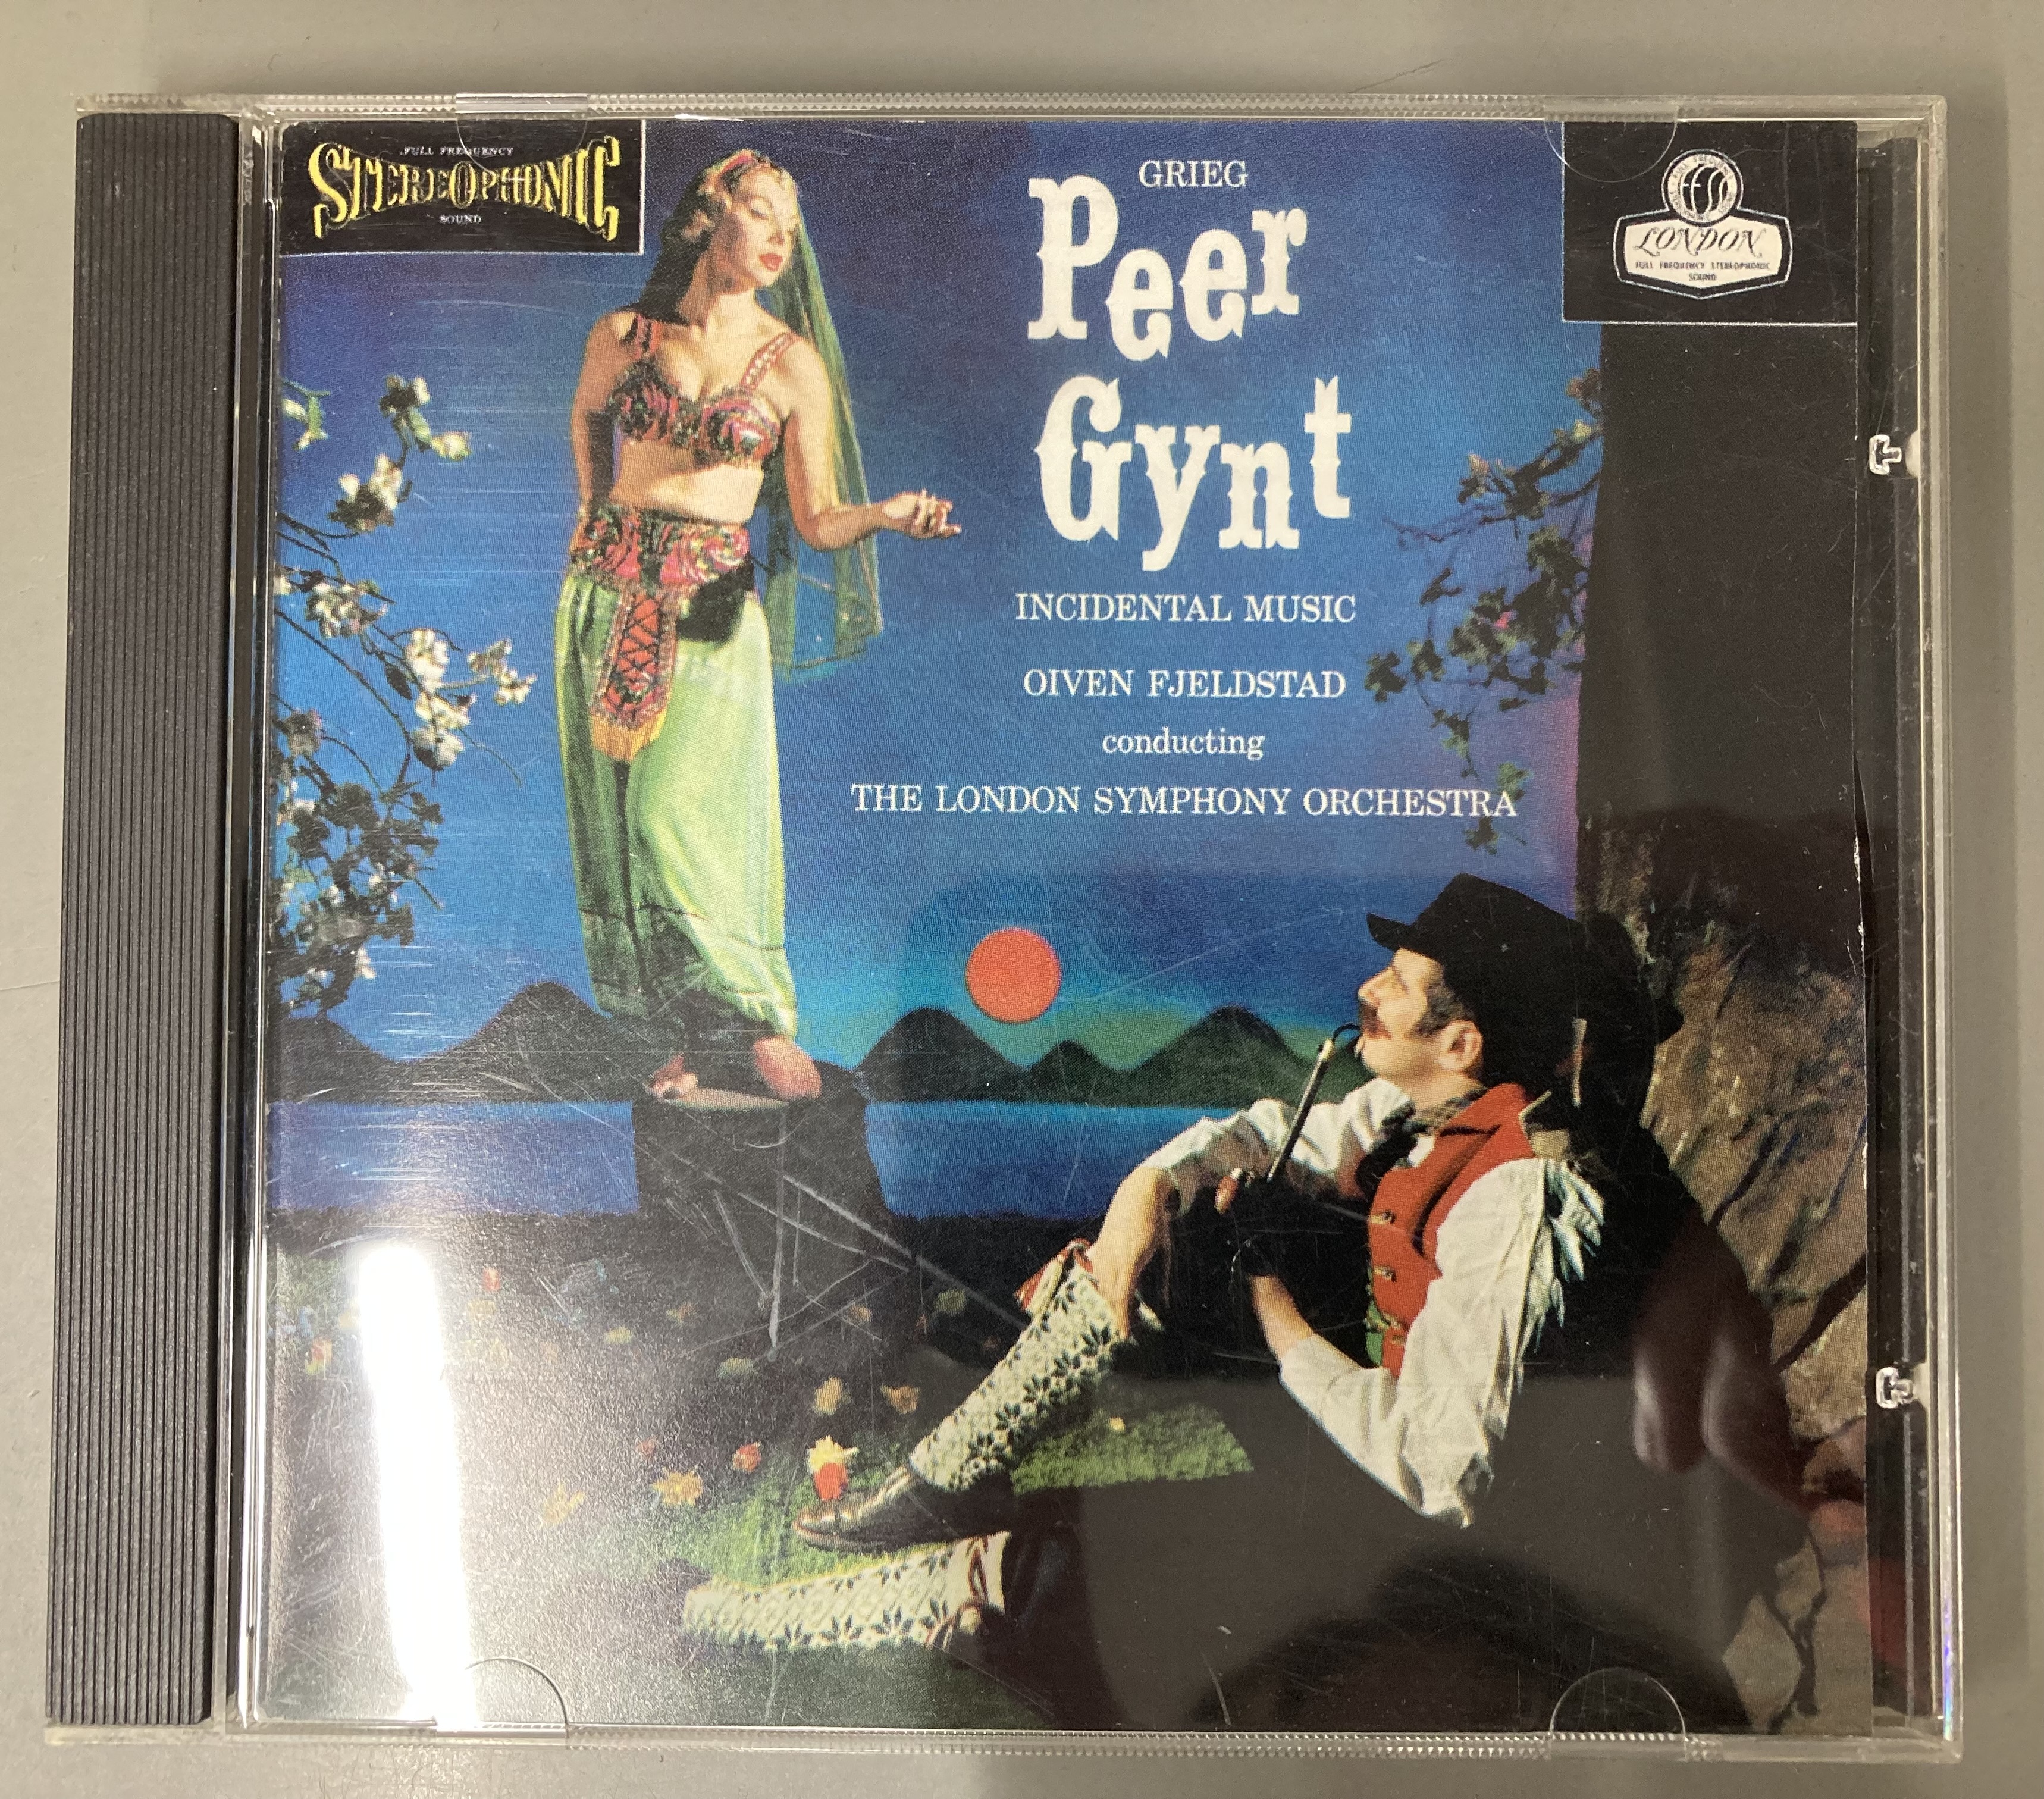 FULL FREQUENCY
STEREOPHONIC
SOUND
GRIEG
Peer
Gynt
INCIDENTAL MUSIC
OIVEN FJELDSTAD
conducting
THE LONDON SYMPHONY ORCHESTRA
LONDON
FULL FREQUENCY STEREOPHONIC
SOUND